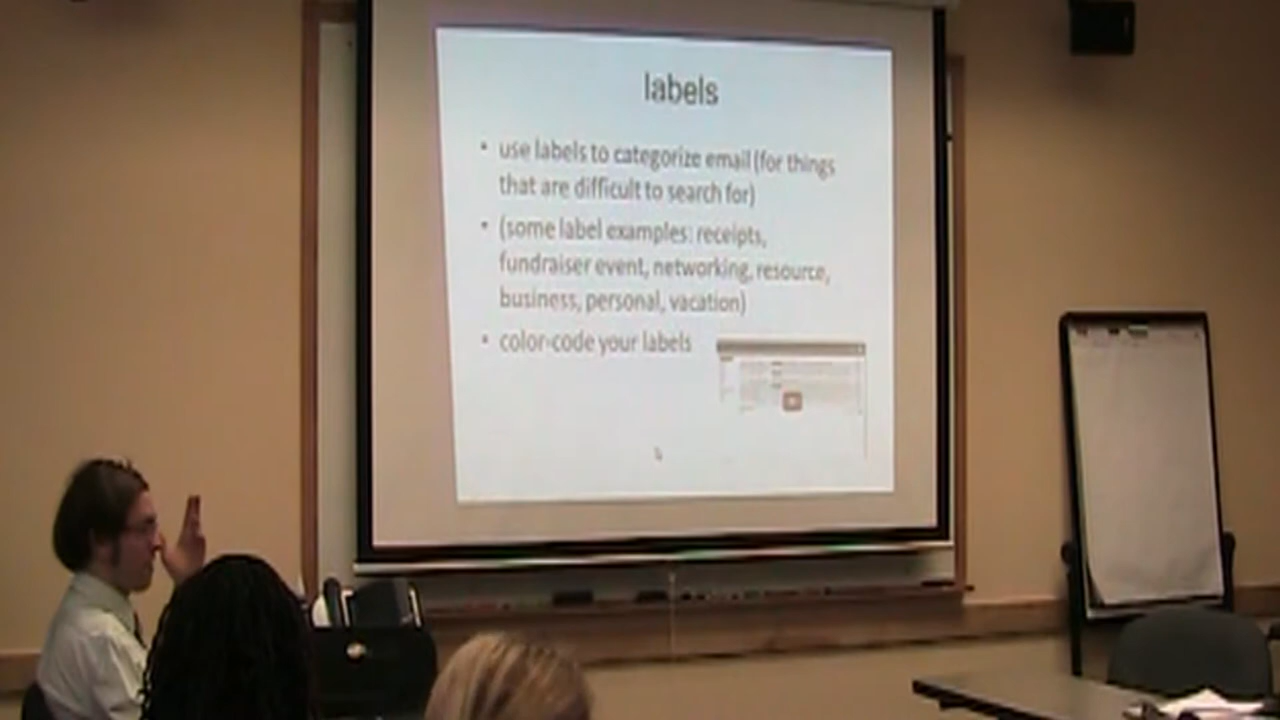 labels
• use labels to categorize email (for things
that are difficult to search for)
• (some label examples: receipts,
fundraiser event, networking, resource,
business, personal, vacation)
• color-code your labels